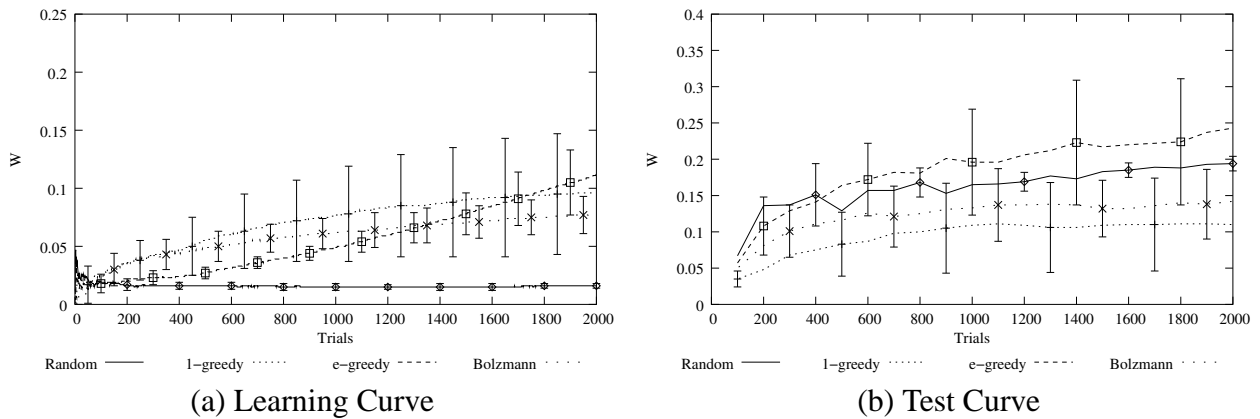 0.25
0.2
0.15
0.1
0.05
0
W
0 200 400 600 800 1000 1200 1400 1600 1800 2000
Trials
Random 1-greedy e-greedy Bolzmann
(a) Learning Curve
0.4
0.35
0.3
0.25
0.2
0.15
0.1
0.05
0
W
0 200 400 600 800 1000 1200 1400 1600 1800 2000
Trials
Random 1-greedy e-greedy Bolzmann
(b) Test Curve